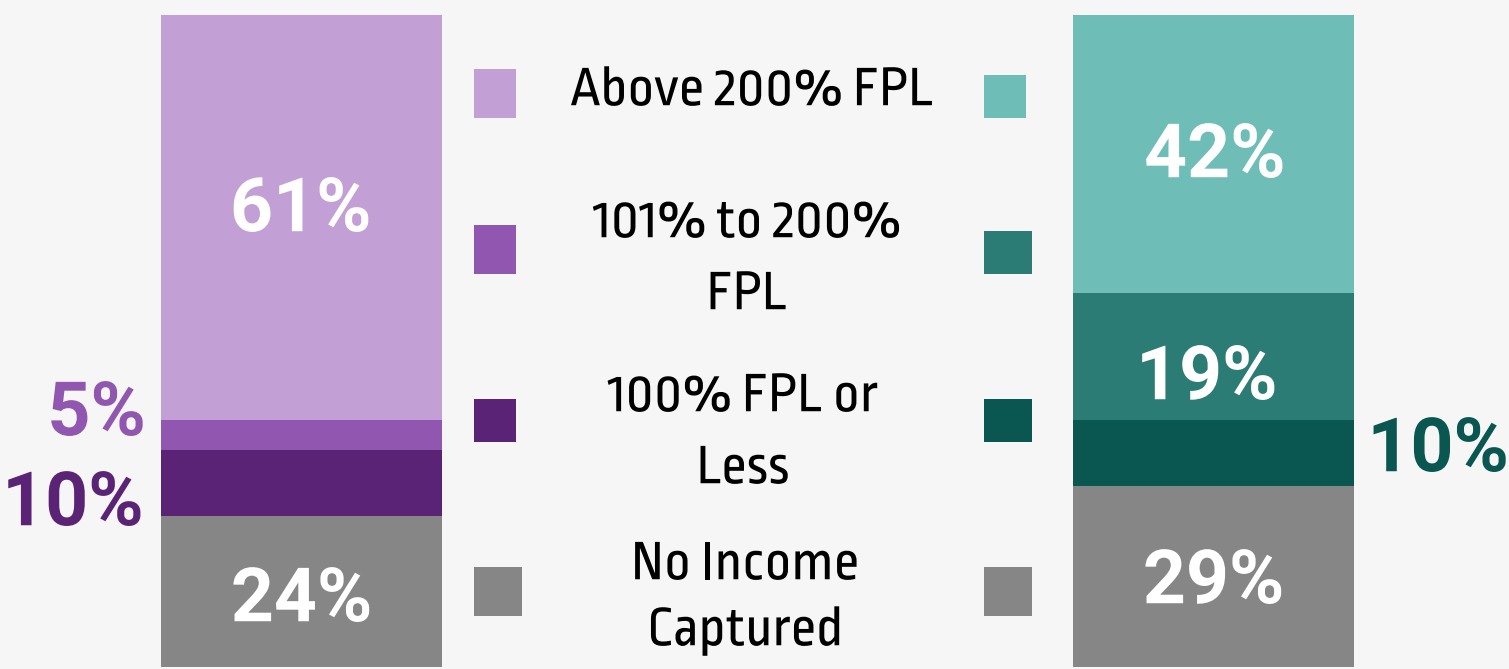 61%
5%
10%
24%
Above 200% FPL
101% to 200%
FPL
100% FPL or
Less
No Income
Captured
42%
19%
10%
29%